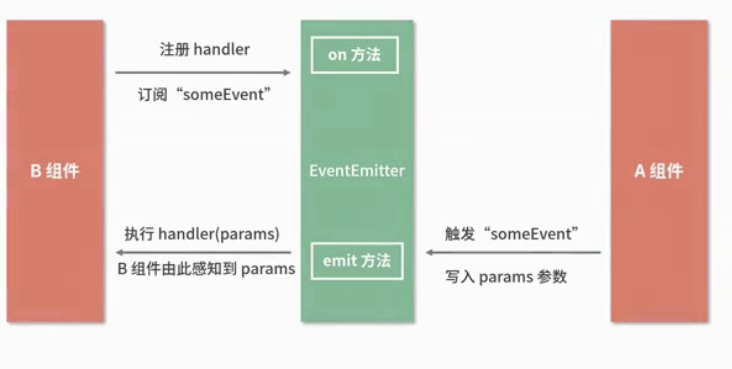 注册 handler
on 方法
订阅“someEvent”
B 组件
EventEmitter
A 组件
执行 handler(params)
触发“someEvent”
emit 方法
B 组件由此感知到 params
写入 params 参数